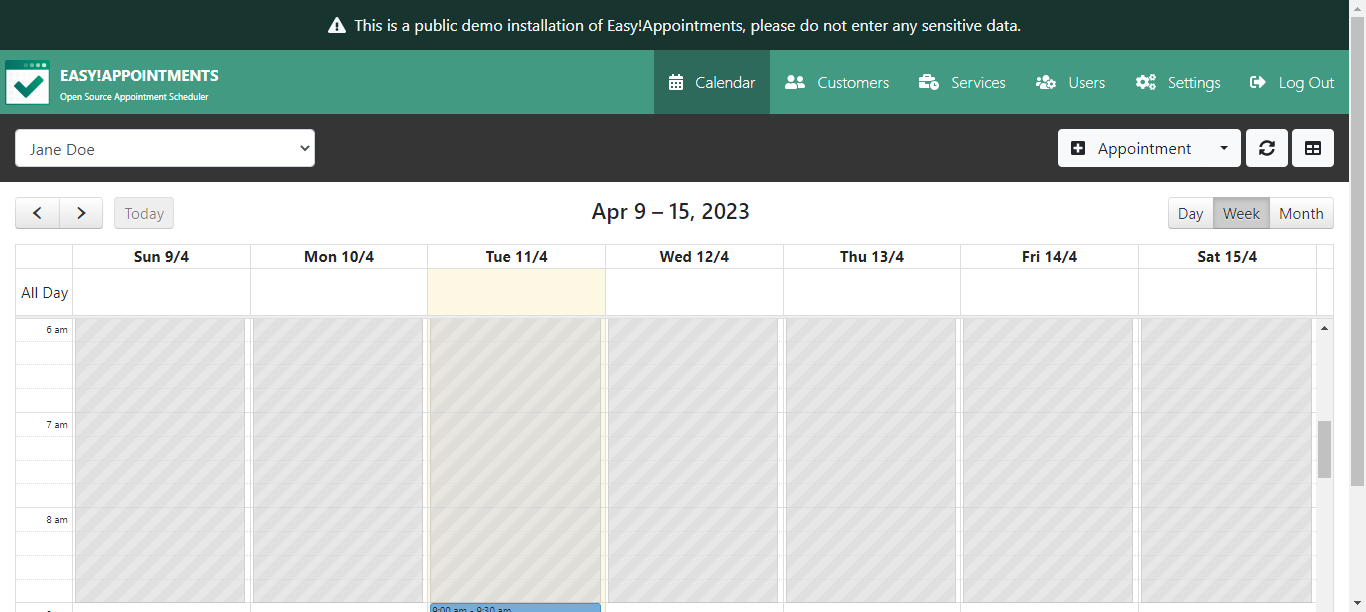 This is a public demo installation of Easy!Appointments, please do not enter any sensitive data.
EASY!APPOINTMENTS
Open Source Appointment Scheduler
Calendar
Customers
Services
Users
Settings
Log Out
Jane Doe
Appointment
Today
Apr 9 – 15, 2023
Day
Week
Month
Sun 9/4
Mon 10/4
Tue 11/4
Wed 12/4
Thu 13/4
Fri 14/4
Sat 15/4
All Day
6 am
7 am
8 am
9:00 am - 9:30 am